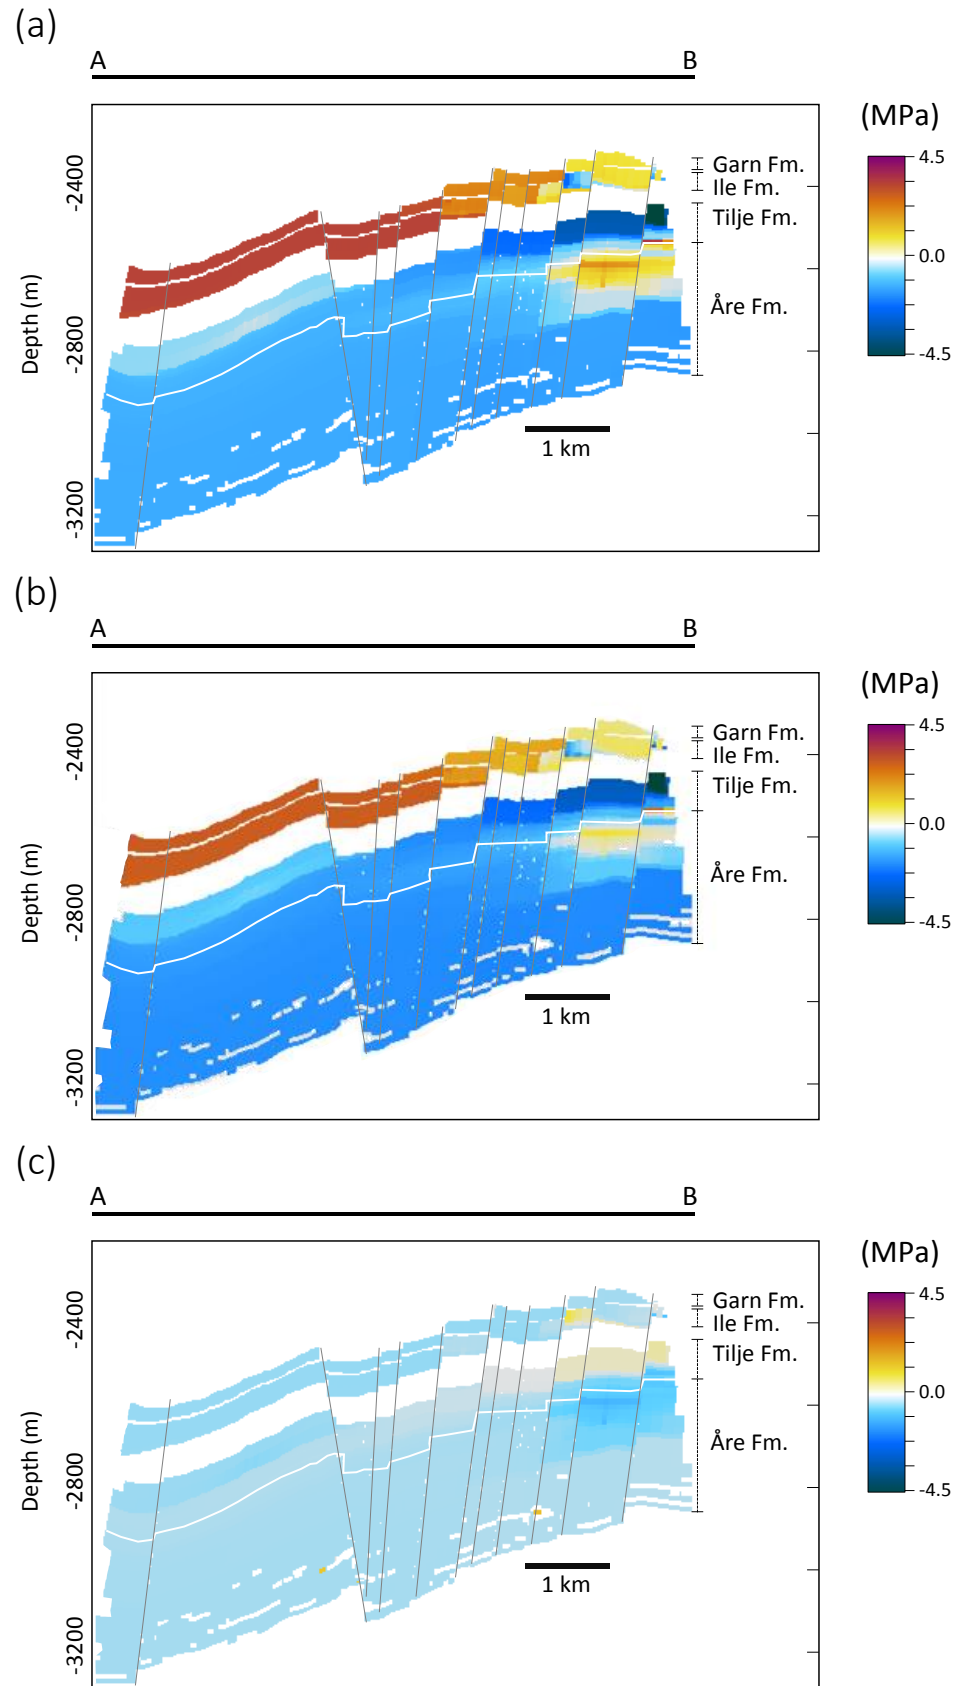 (a)
A B
(MPa)
4.5
0.0
-4.5
Garn Fm.
Ile Fm.
Tilje Fm.
Åre Fm.
Depth (m)
-2400
-2800
-3200
1 km
(b)
A B
(MPa)
4.5
0.0
-4.5
Garn Fm.
Ile Fm.
Tilje Fm.
Åre Fm.
Depth (m)
-2400
-2800
-3200
1 km
(c)
A B
(MPa)
4.5
0.0
-4.5
Garn Fm.
Ile Fm.
Tilje Fm.
Åre Fm.
Depth (m)
-2400
-2800
-3200
1 km